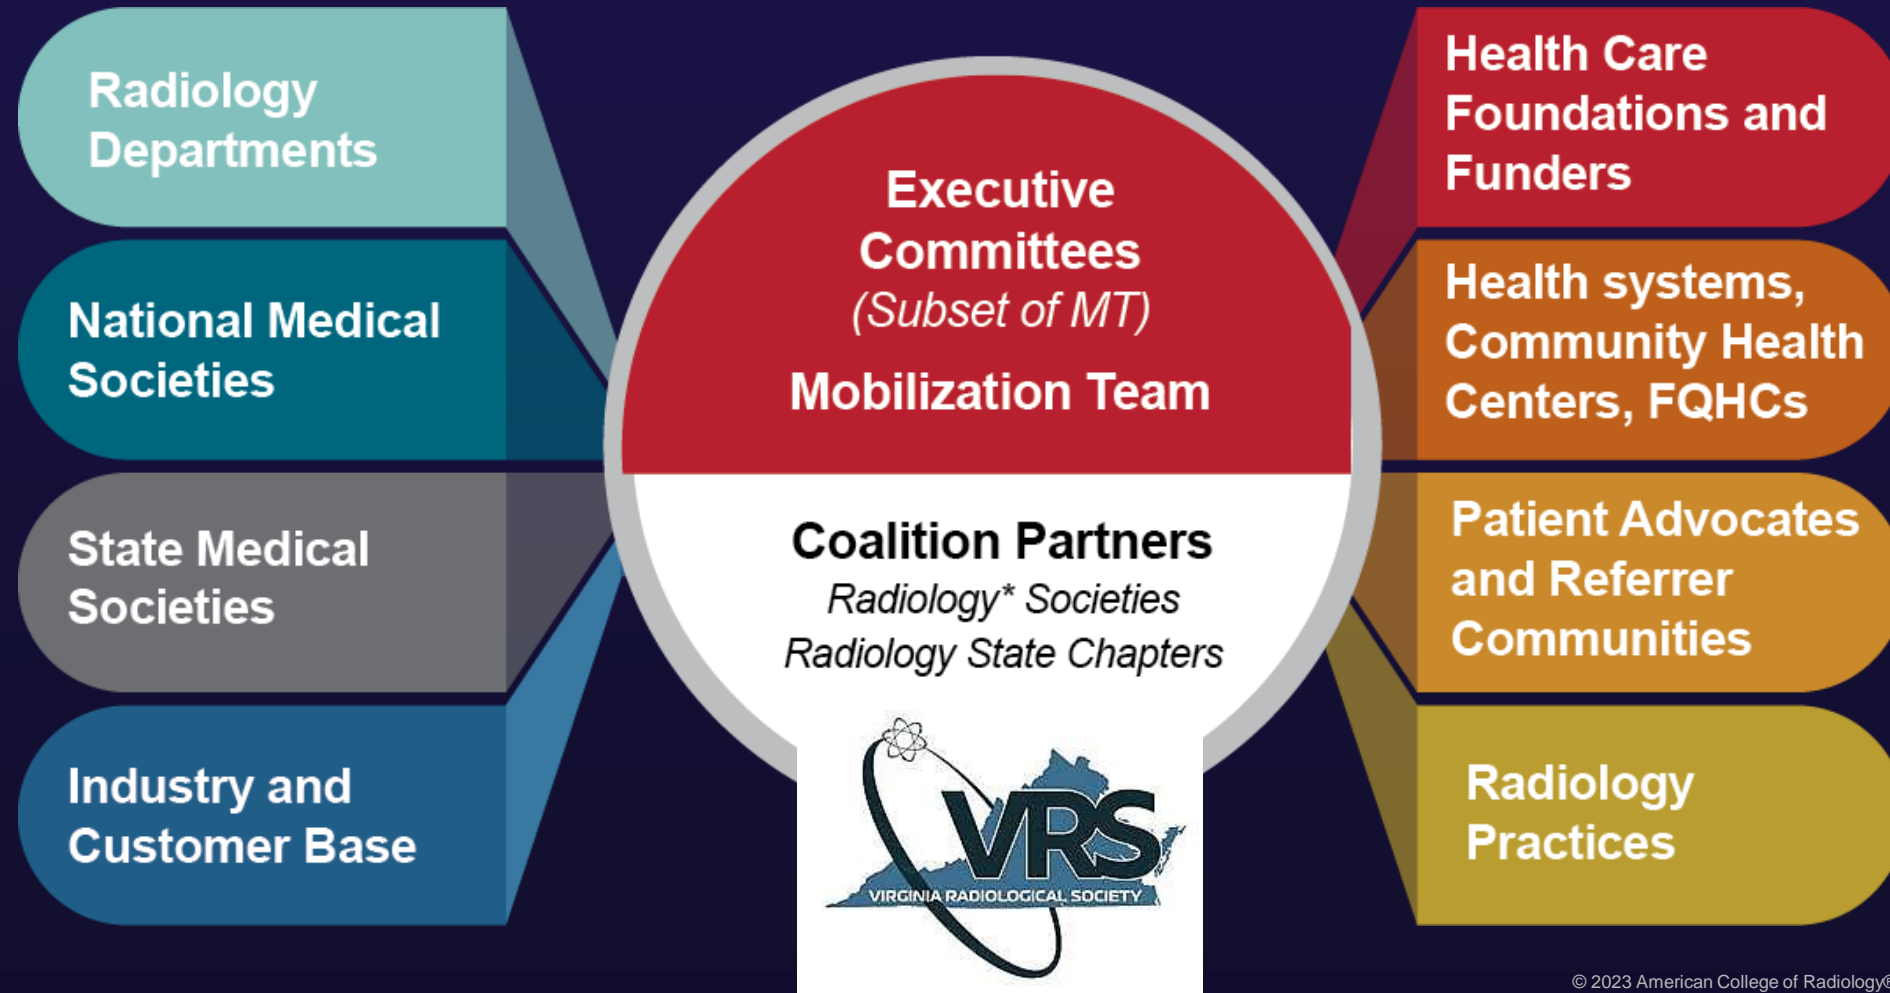 Radiology
Departments
National Medical
Societies
State Medical
Societies
Industry and
Customer Base
Executive
Committees
(Subset of MT)
Mobilization Team
Coalition Partners
Radiology* Societies
Radiology State Chapters
VRS
VIRGINIA RADIOLOGICAL SOCIETY
Health Care
Foundations and
Funders
Health systems,
Community Health
Centers, FQHCs
Patient Advocates
and Referrer
Communities
Radiology
Practices
© 2023 American College of Radiology®